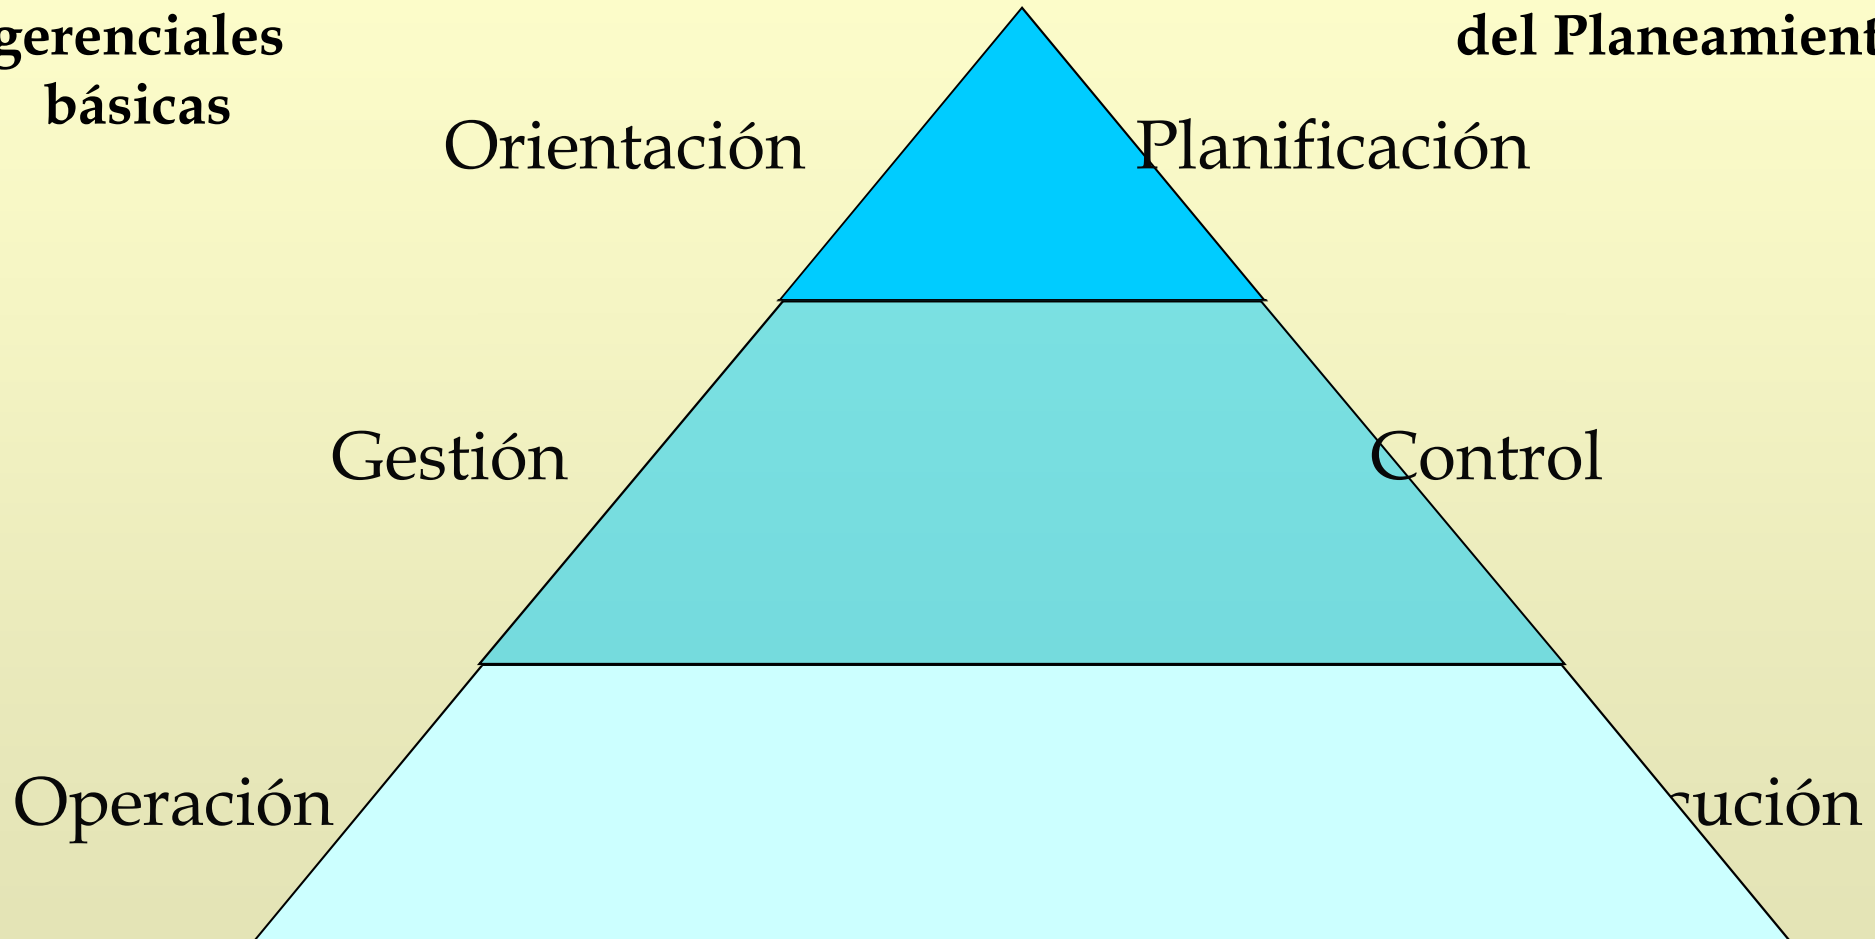 gerenciales
básicas
del Planeamient
Orientación
Planificación
Gestión
Control
Operación
cución